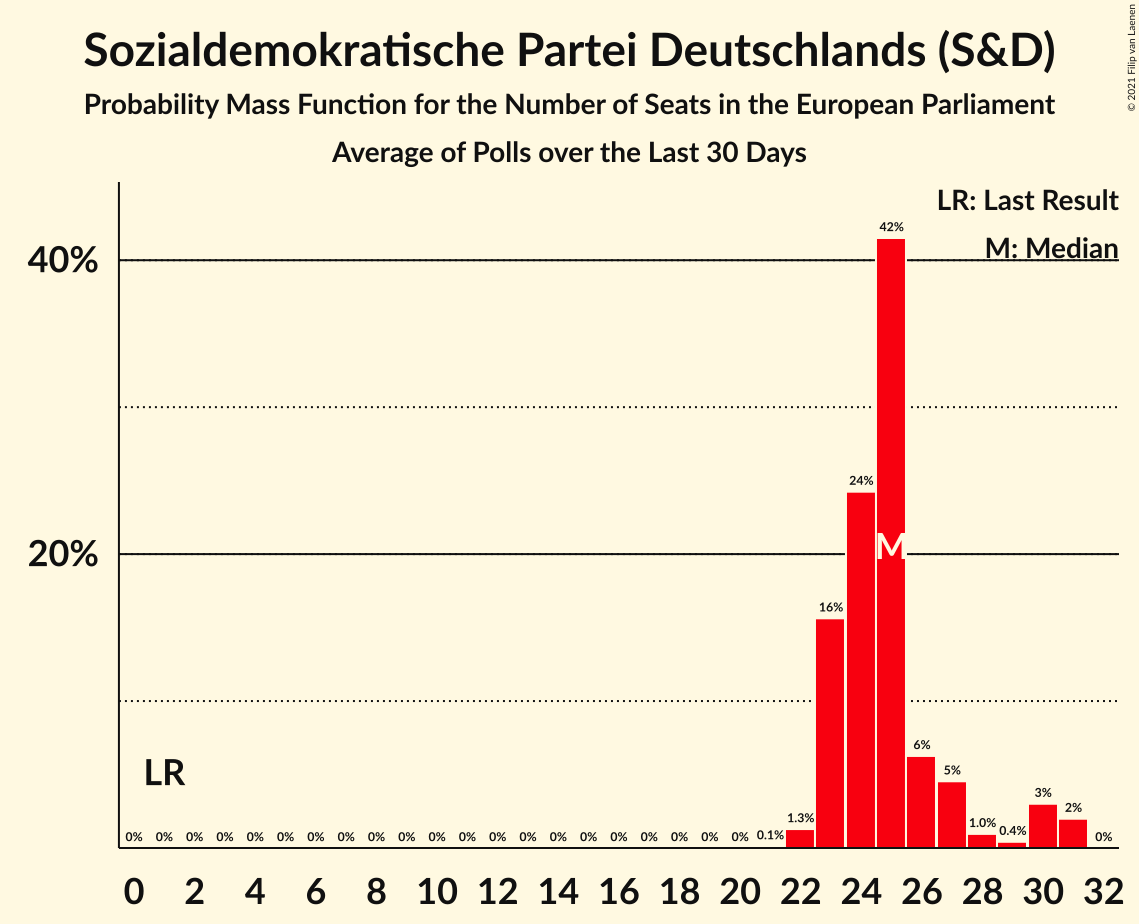 Sozialdemokratische Partei Deutschlands (S&D)
Probability Mass Function for the Number of Seats in the European Parliament
Average of Polls over the Last 30 Days
© 2021 Filip van Laenen
LR: Last Result
M: Median
42%
40%
24%
M
20%
16%
6%
5%
LR
3%
2%
1.3%
1.0%
0.4%
0% 0% 0% 0% 0% 0% 0% 0% 0% 0% 0% 0% 0% 0% 0% 0% 0% 0% 0% 0% 0% 0.1% 0%
0 2 4 6 8 10 12 14 16 18 20 22 24 26 28 30 32